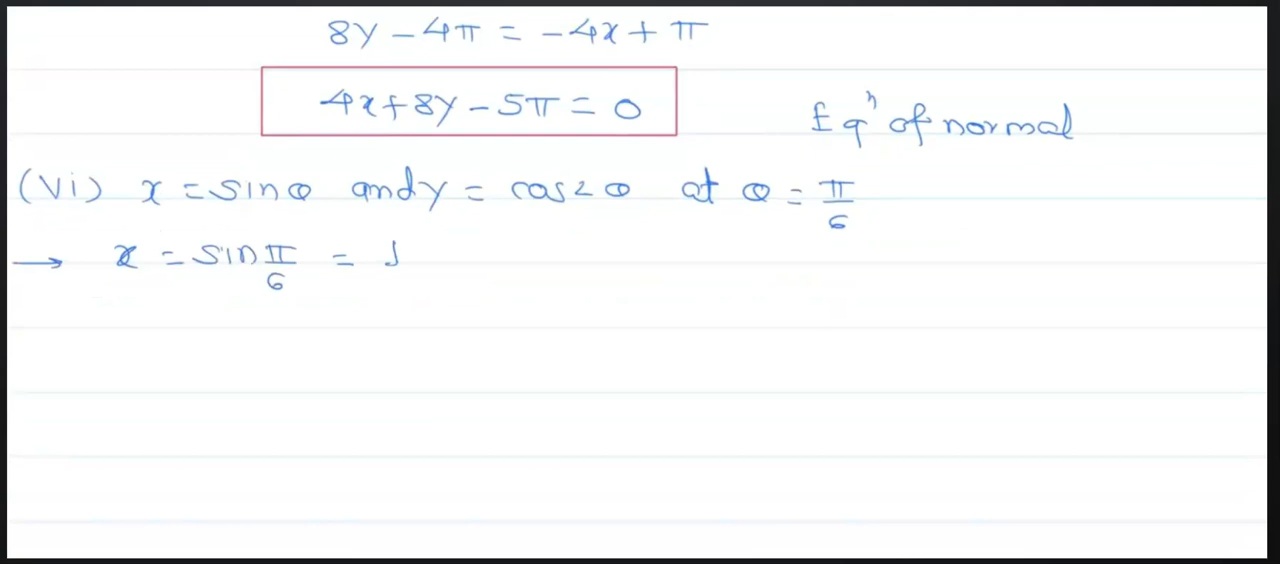 8y - 4π = -4x + π
4x + 8y - 5π = 0
Eqⁿ of normal
(vi) x = sinθ and y = cos2θ at θ = π/6
→ x = sin π/6 =